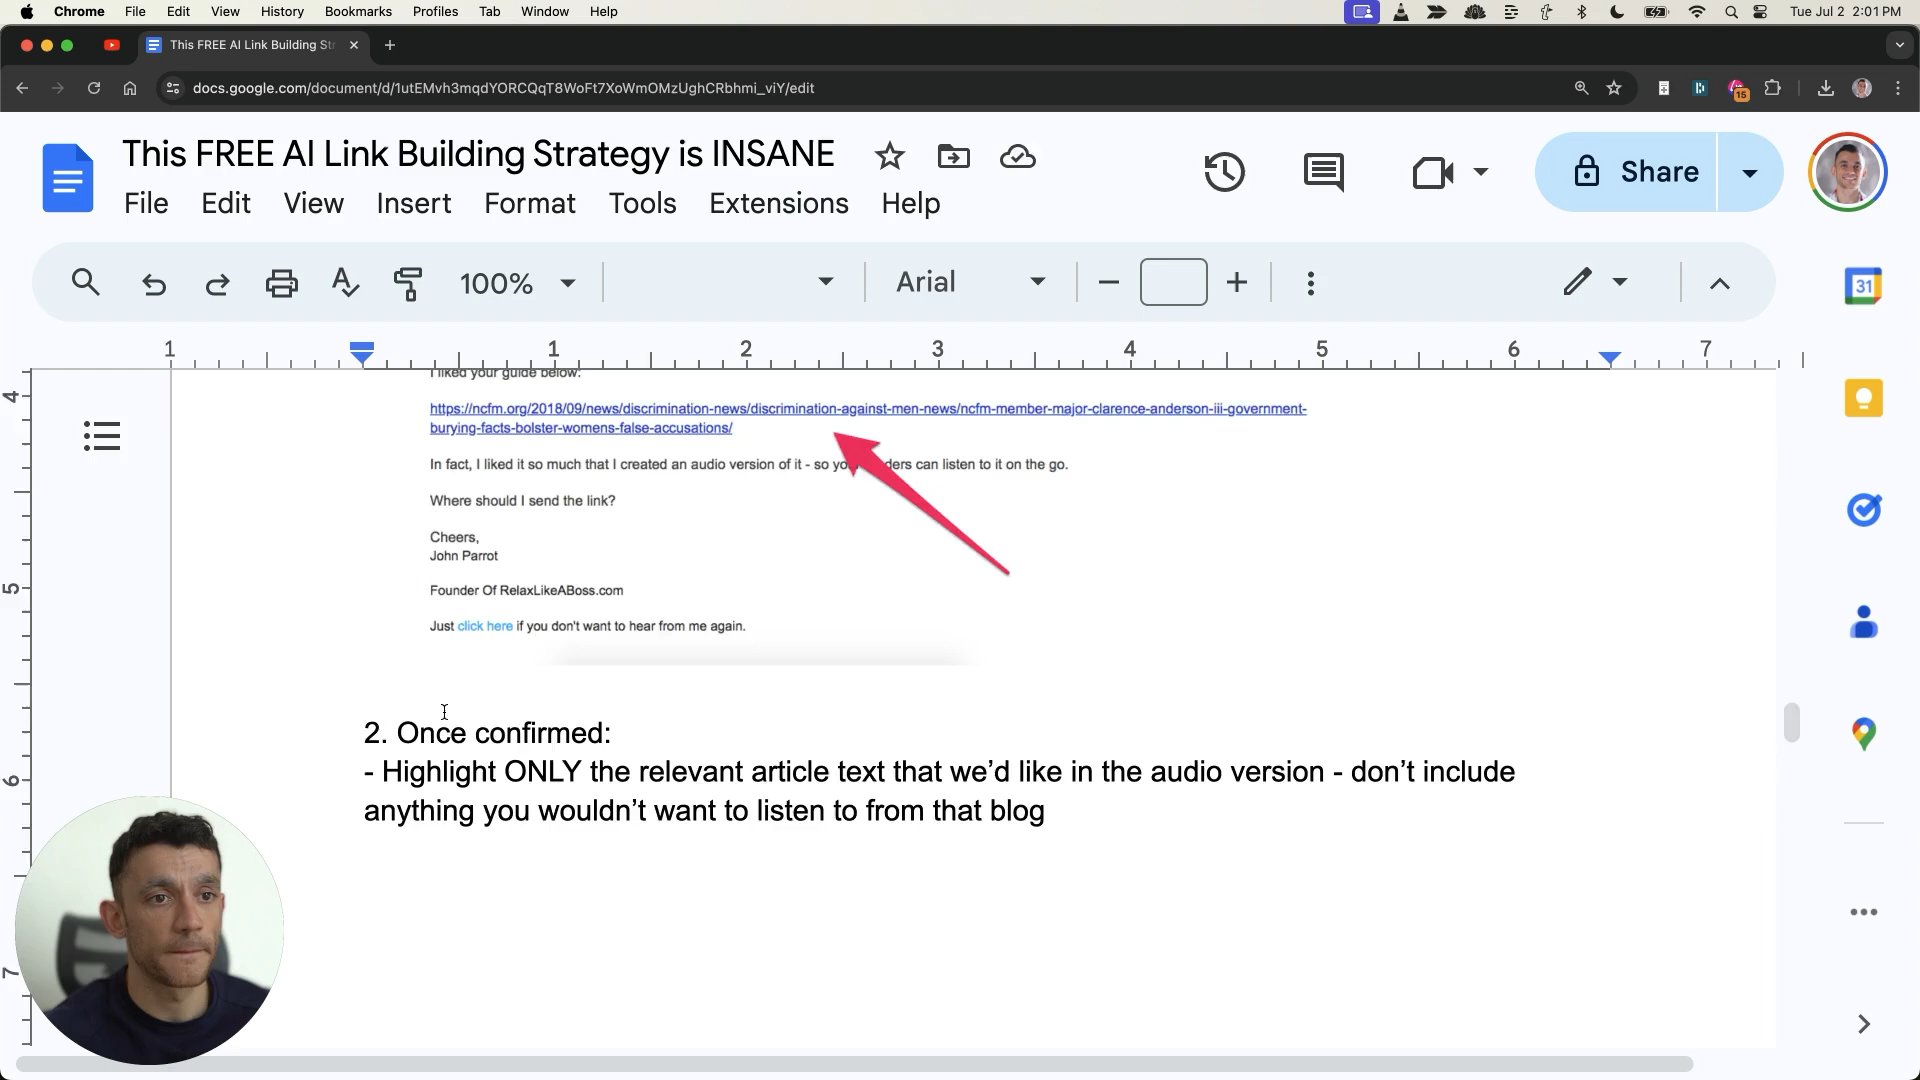 Chrome File Edit View History Bookmarks Profiles Tab Window Help Tue Jul 2 2:01 PM
This FREE AI Link Building Str
docs.google.com/document/d/1utEMvh3mqdYORCQqT8WoFt7XoWmOMzUghCRbhmi_viY/edit
15
This FREE AI Link Building Strategy is INSANE
Share
File Edit View Insert Format Tools Extensions Help
100% Arial
31
1 1 2 3 4 5 6 7
I liked your guide below:
4
https://ncfm.org/2018/09/news/discrimination-news/discrimination-against-men-news/ncfm-member-major-clarence-anderson-iii-government-
burying-facts-bolster-womens-false-accusations/
In fact, I liked it so much that I created an audio version of it - so ders can listen to it on the go.
Where should I send the link?
Cheers,
John Parrot
5
Founder Of RelaxLikeABoss.com
Just click here if you don't want to hear from me again.
2. Once confirmed:
- Highlight ONLY the relevant article text that we’d like in the audio version - don’t include
6
anything you wouldn’t want to listen to from that blog
7